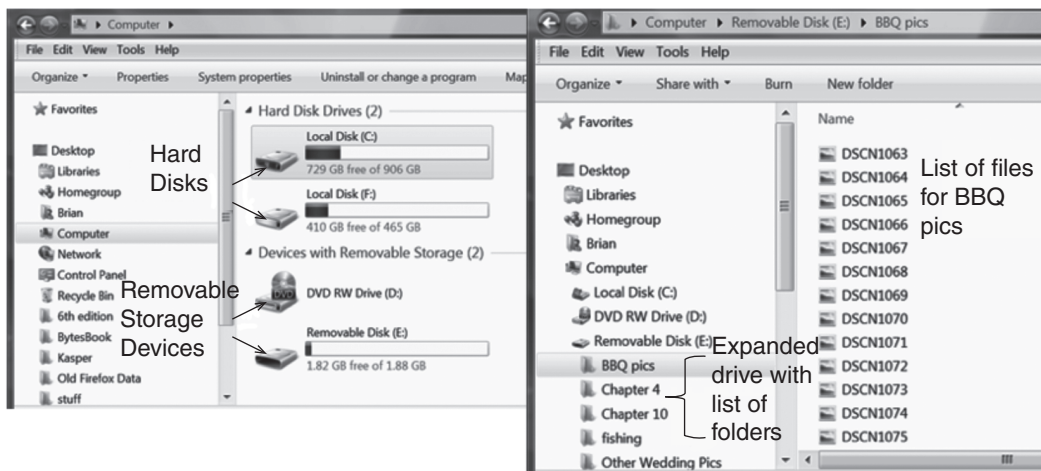 Computer
File Edit View Tools Help
Organize Properties System properties Uninstall or change a program Map
Favorites
Desktop
Libraries
Homegroup
Brian
Computer
Network
Control Panel
Recycle Bin
6th edition
BytesBook
Kasper
Old Firefox Data
stuff
Hard Disk Drives (2)
Local Disk (C:)
729 GB free of 906 GB
Local Disk (F:)
410 GB free of 465 GB
Devices with Removable Storage (2)
DVD RW Drive (D:)
Removable Disk (E:)
1.82 GB free of 1.88 GB
Hard
Disks
Removable
Storage
Devices
Computer Removable Disk (E:) BBQ pics
File Edit View Tools Help
Organize Share with Burn New folder
Favorites
Desktop
Libraries
Homegroup
Brian
Computer
Local Disk (C:)
DVD RW Drive (D:)
Removable Disk (E:)
BBQ pics
Chapter 4
Chapter 10
fishing
Other Wedding Pics
Expanded
drive with
list of
folders
Name
DSCN1063
DSCN1064
DSCN1065
DSCN1066
DSCN1067
DSCN1068
DSCN1069
DSCN1070
DSCN1071
DSCN1072
DSCN1073
DSCN1074
DSCN1075
List of files
for BBQ
pics